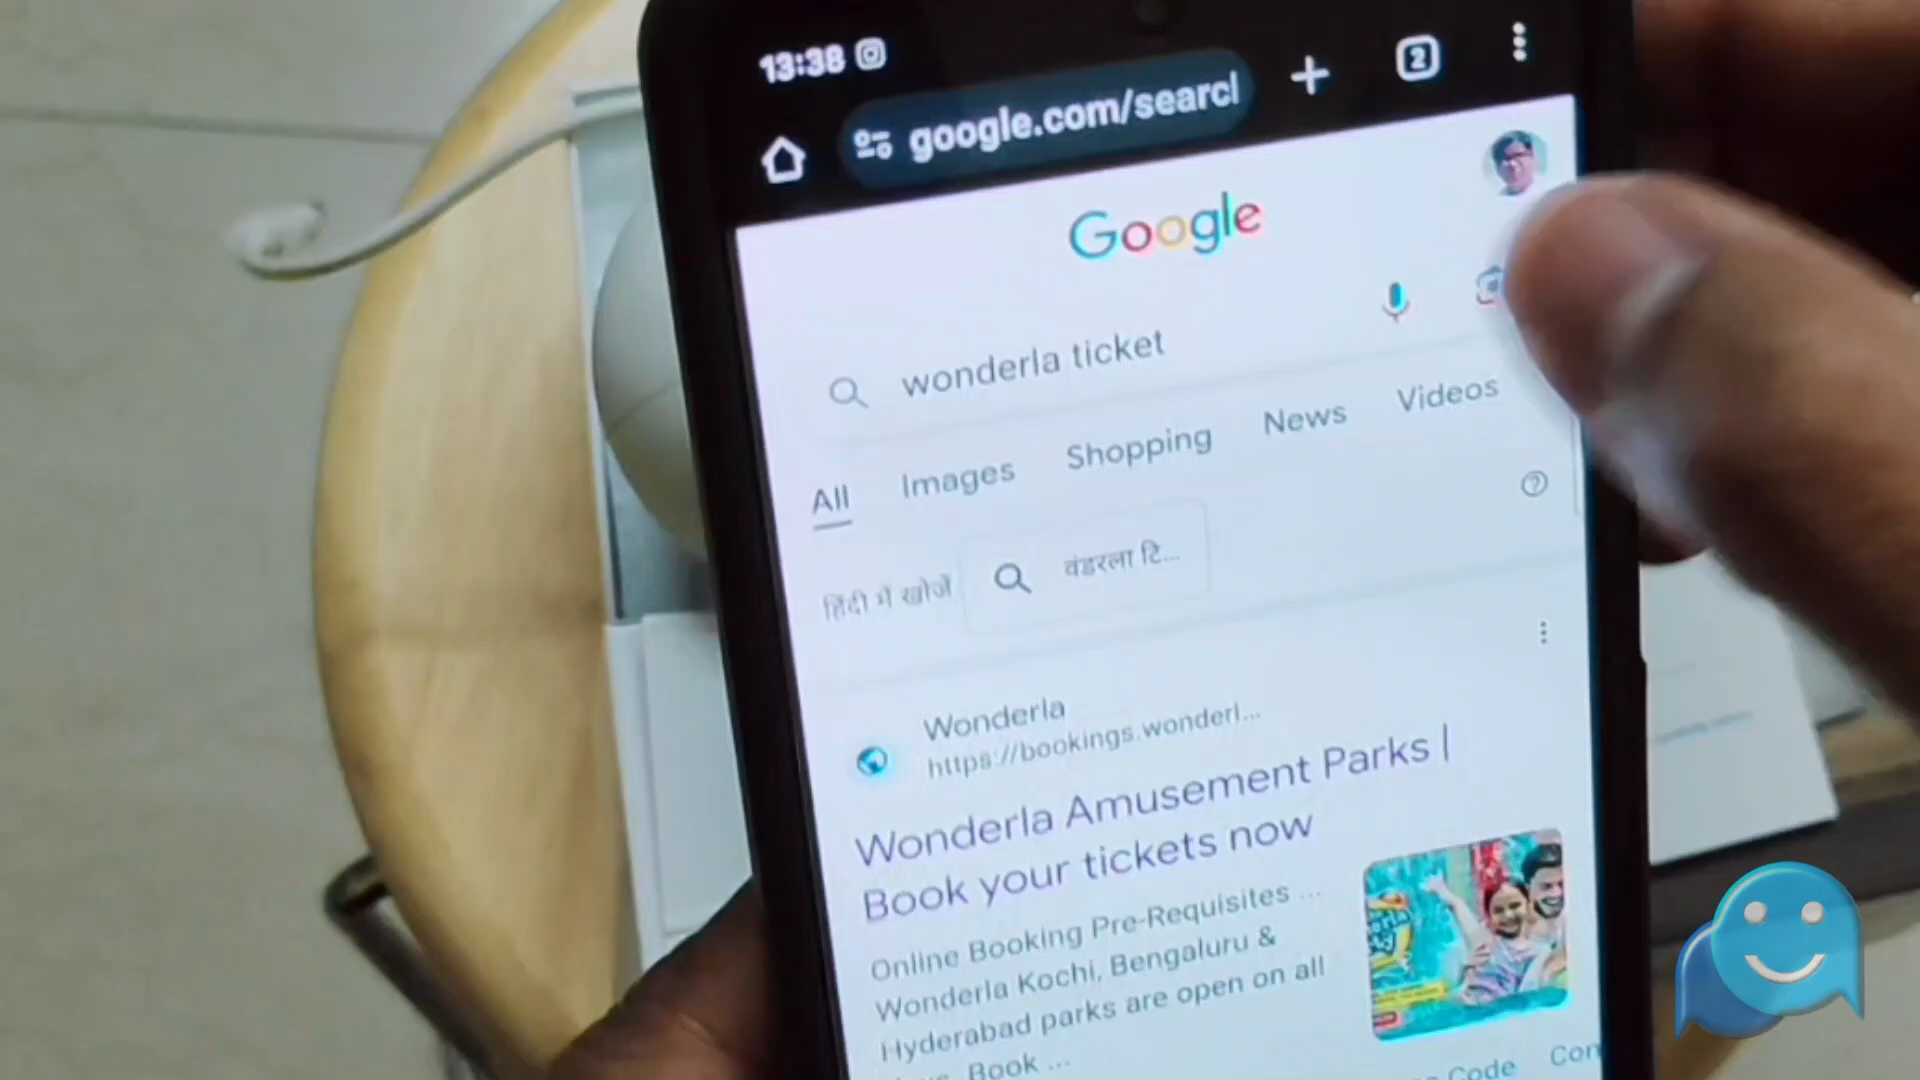 13:38
google.com/search
2
Google
wonderla ticket
All Images Shopping News Videos
हिंदी में खोजें वंडरला टि...
Wonderla
https://bookings.wonderl...
Wonderla Amusement Parks |
Book your tickets now
Online Booking Pre-Requisites ...
Wonderla Kochi, Bengaluru &
Hyderabad parks are open on all
Book ...
Code